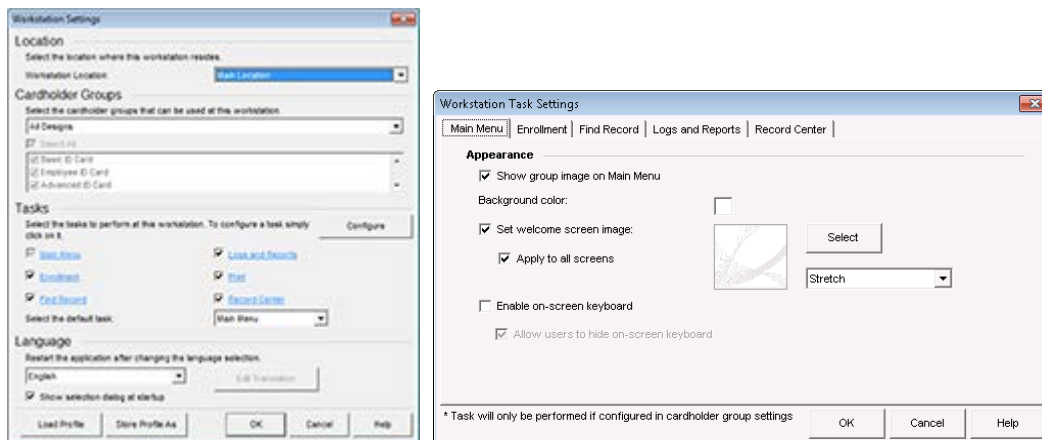 Workstation Settings
Location
Select the location where this workstation resides.
Workstation Location:
Main Location
Cardholder Groups
Select the cardholder groups that can be used at this workstation.
All Designs
Select All
Basic ID Card
Employee ID Card
Advanced ID Card
Tasks
Select the tasks to perform at this workstation. To configure a task simply
click on it.
Configure
Main Menu
Logs and Reports
Enrollment
Print
Find Record
Record Center
Select the default task:
Main Menu
Language
Restart the application after changing the language selection.
English
Edit Translation
Show selection dialog at startup
Load Profile
Store Profile As
OK
Cancel
Help
Workstation Task Settings
Main Menu
Enrollment
Find Record
Logs and Reports
Record Center
Appearance
Show group image on Main Menu
Background color:
Set welcome screen image:
Select
Apply to all screens
Stretch
Enable on-screen keyboard
Allow users to hide on-screen keyboard
* Task will only be performed if configured in cardholder group settings
OK
Cancel
Help